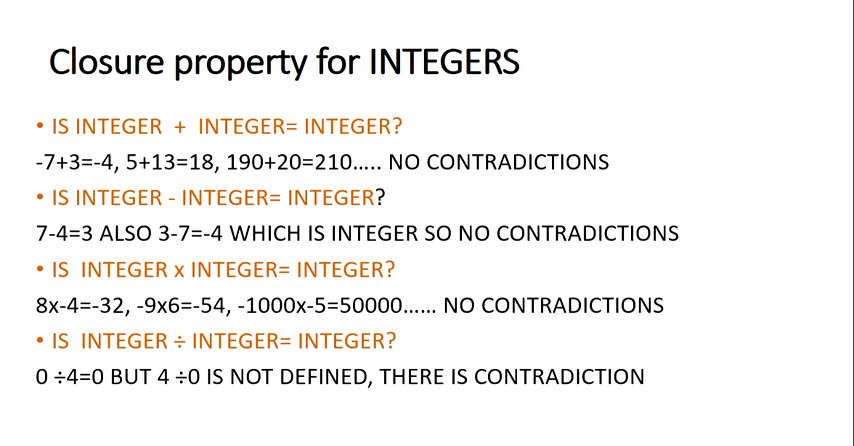 Closure property for INTEGERS
• IS INTEGER + INTEGER= INTEGER?
-7+3=-4, 5+13=18, 190+20=210..... NO CONTRADICTIONS
• IS INTEGER - INTEGER= INTEGER?
7-4=3 ALSO 3-7=-4 WHICH IS INTEGER SO NO CONTRADICTIONS
• IS INTEGER x INTEGER= INTEGER?
8x-4=-32, -9x6=-54, -1000x-5=50000...... NO CONTRADICTIONS
• IS INTEGER ÷ INTEGER= INTEGER?
0 ÷4=0 BUT 4 ÷0 IS NOT DEFINED, THERE IS CONTRADICTION